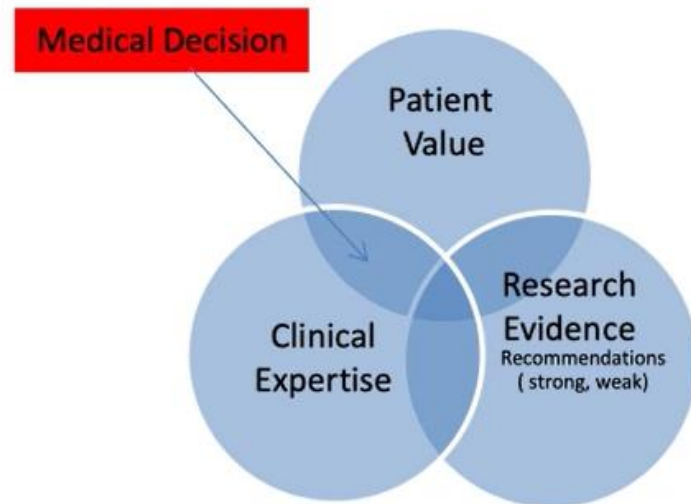 Medical Decision
Patient
Value
Clinical
Expertise
Research
Evidence
Recommendations
( strong, weak)